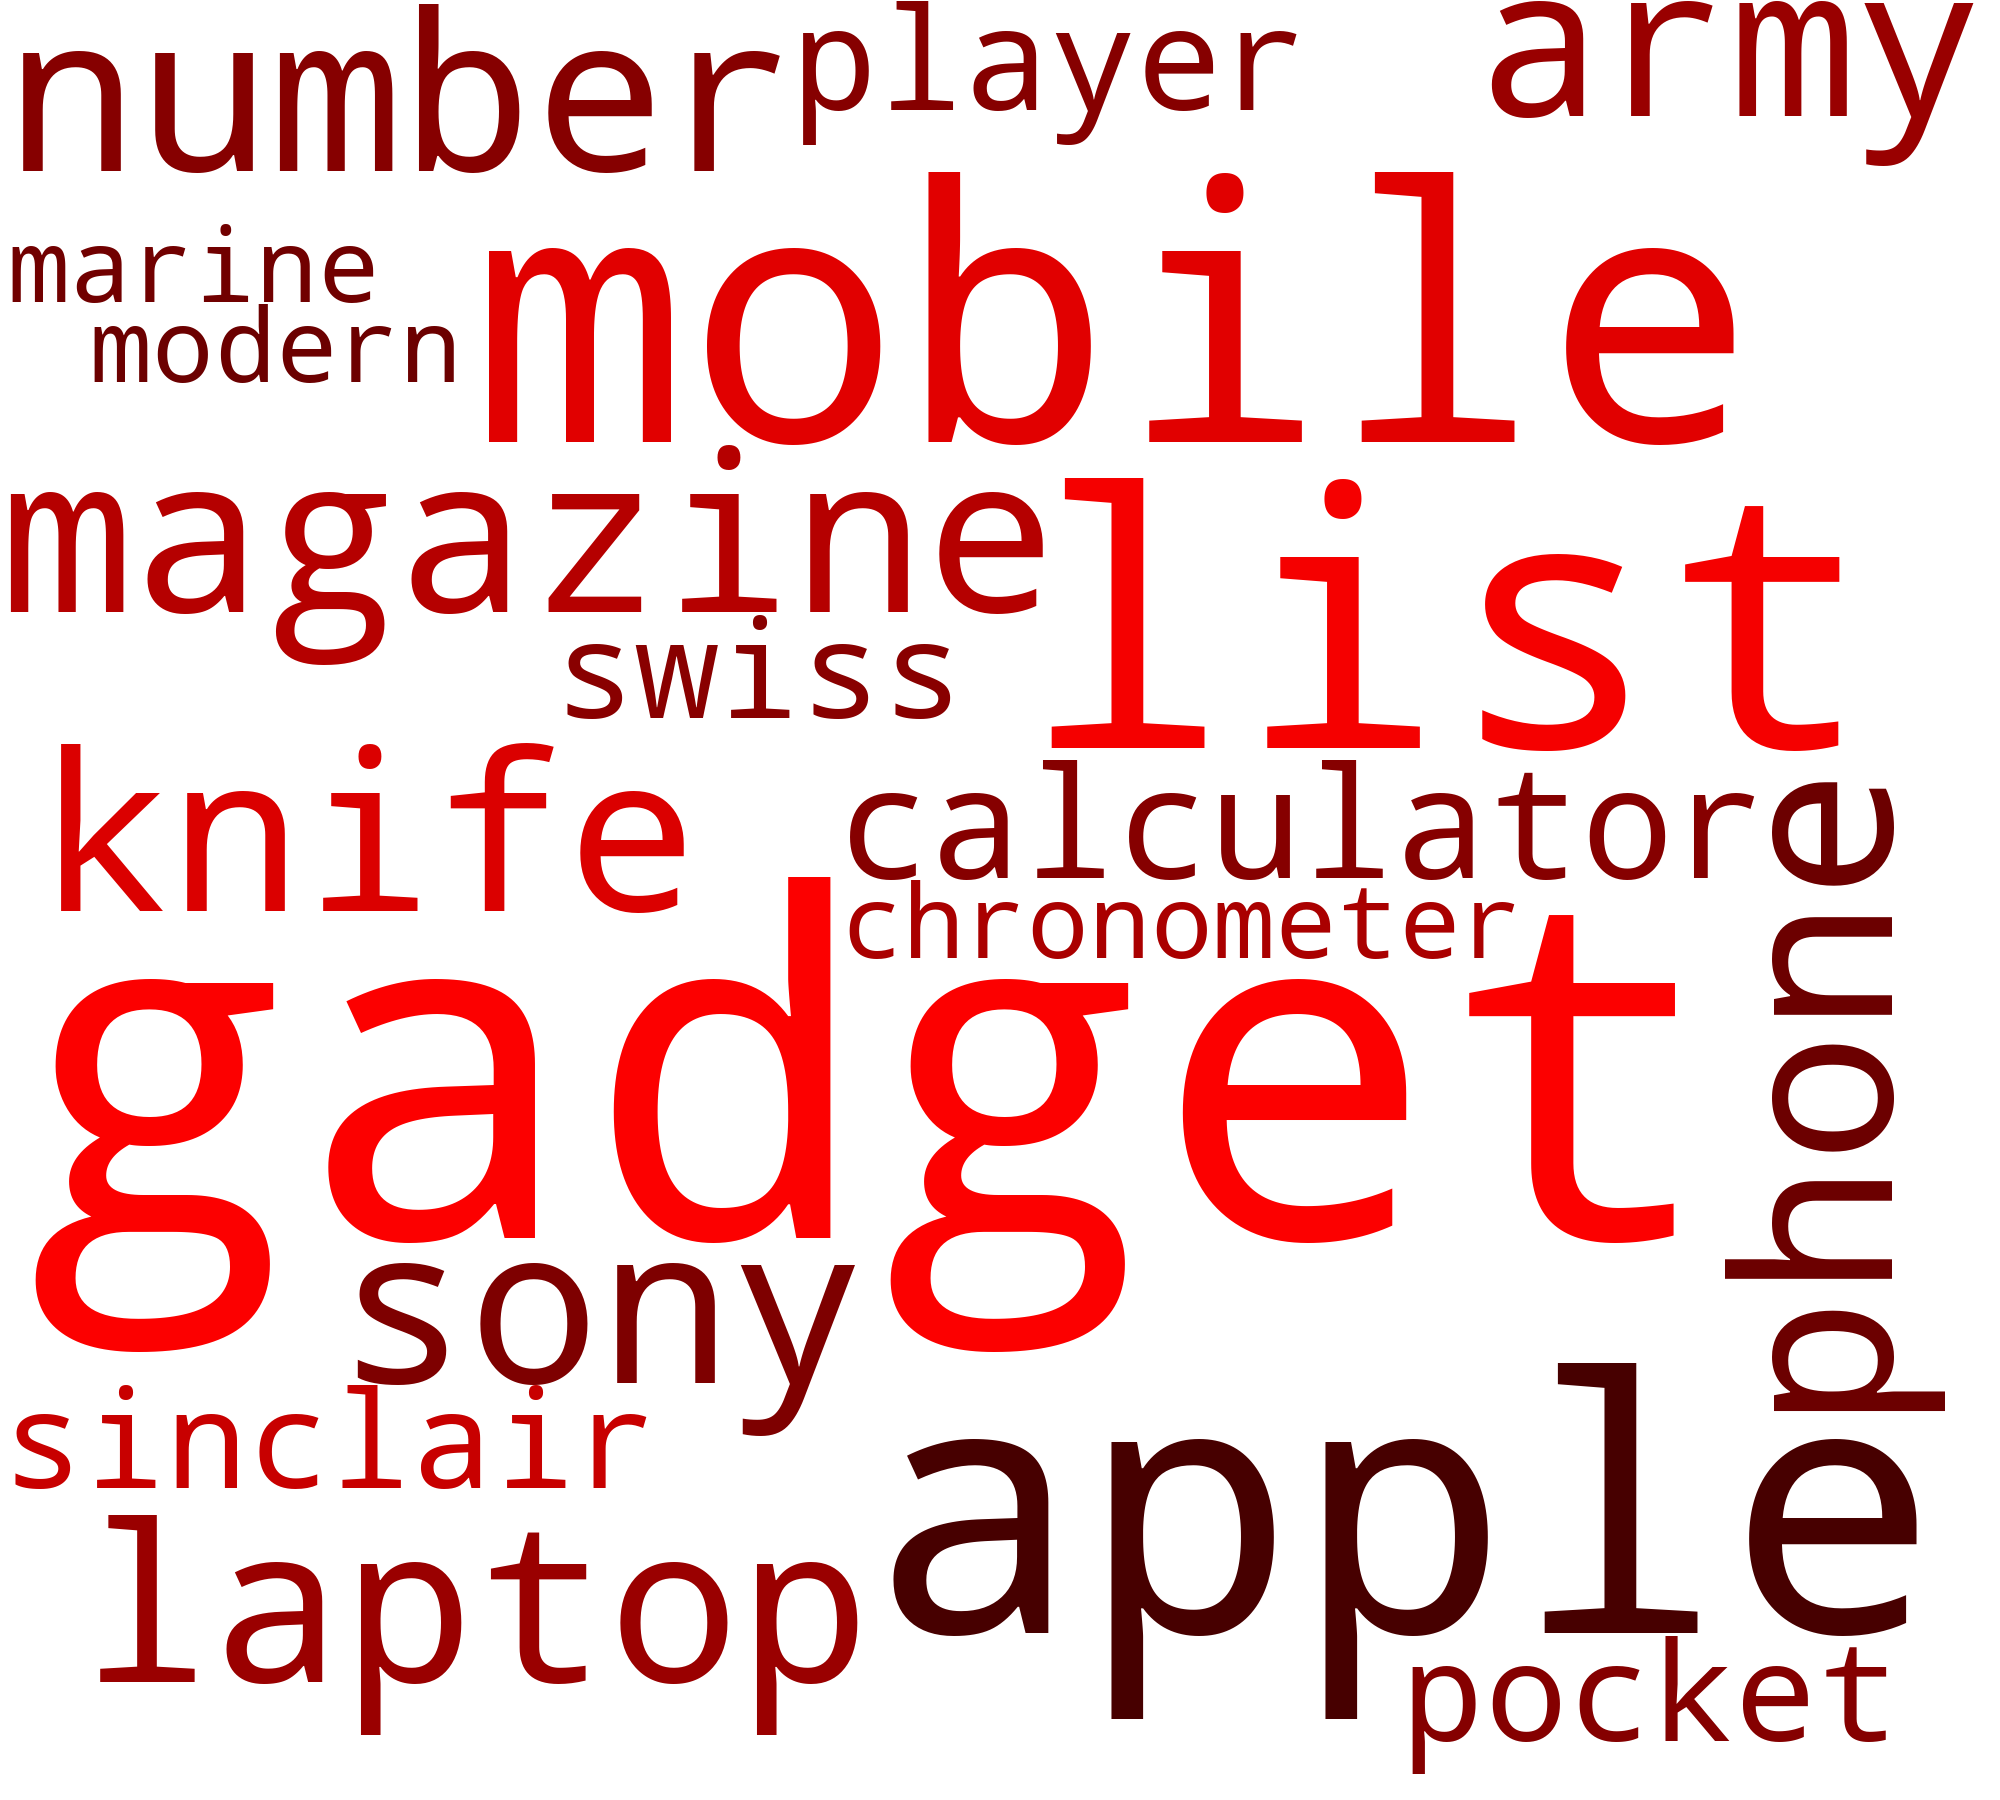 number player army
marine
modern
mobile
magazine
list
swiss
knife
calculator
chronometer
phone
gadget
sony
sinclair
apple
laptop
pocket